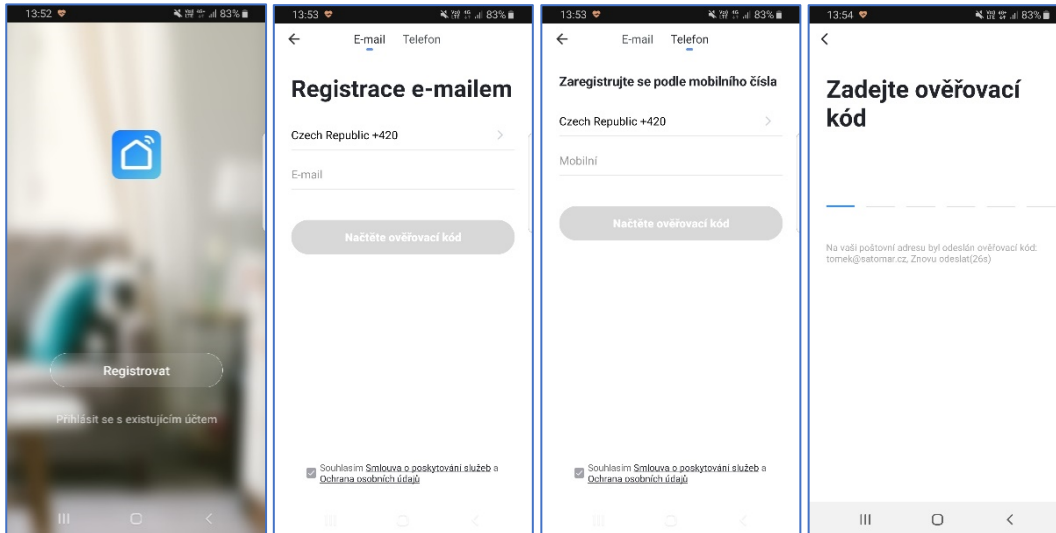 13:52
83%
Registrovat
Přihlásit se s existujícím účtem
13:53
83%
E-mail Telefon
Registrace e-mailem
Czech Republic +420
E-mail
Načtěte ověřovací kód
Souhlasím Smlouva o poskytování služeb a
Ochrana osobních údajů
13:53
83%
E-mail Telefon
Zaregistrujte se podle mobilního čísla
Czech Republic +420
Mobilní
Načtěte ověřovací kód
Souhlasím Smlouva o poskytování služeb a
Ochrana osobních údajů
13:54
83%
Zadejte ověřovací
kód
Na vaši poštovní adresu byl odeslán ověřovací kód:
tomek@satomar.cz, Znovu odeslat(26s)